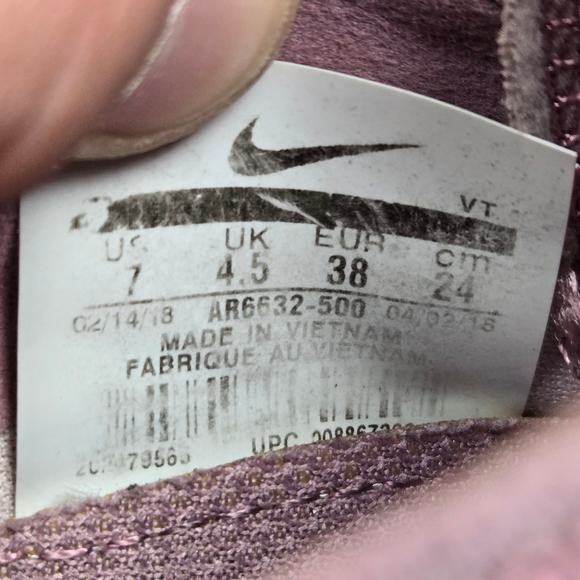 VT
US UK EUR cm
7 4.5 38 24
02/14/18 AR6632-500 04/02/18
MADE IN VIETNAM
FABRIQUE AU VIETNAM
UPC